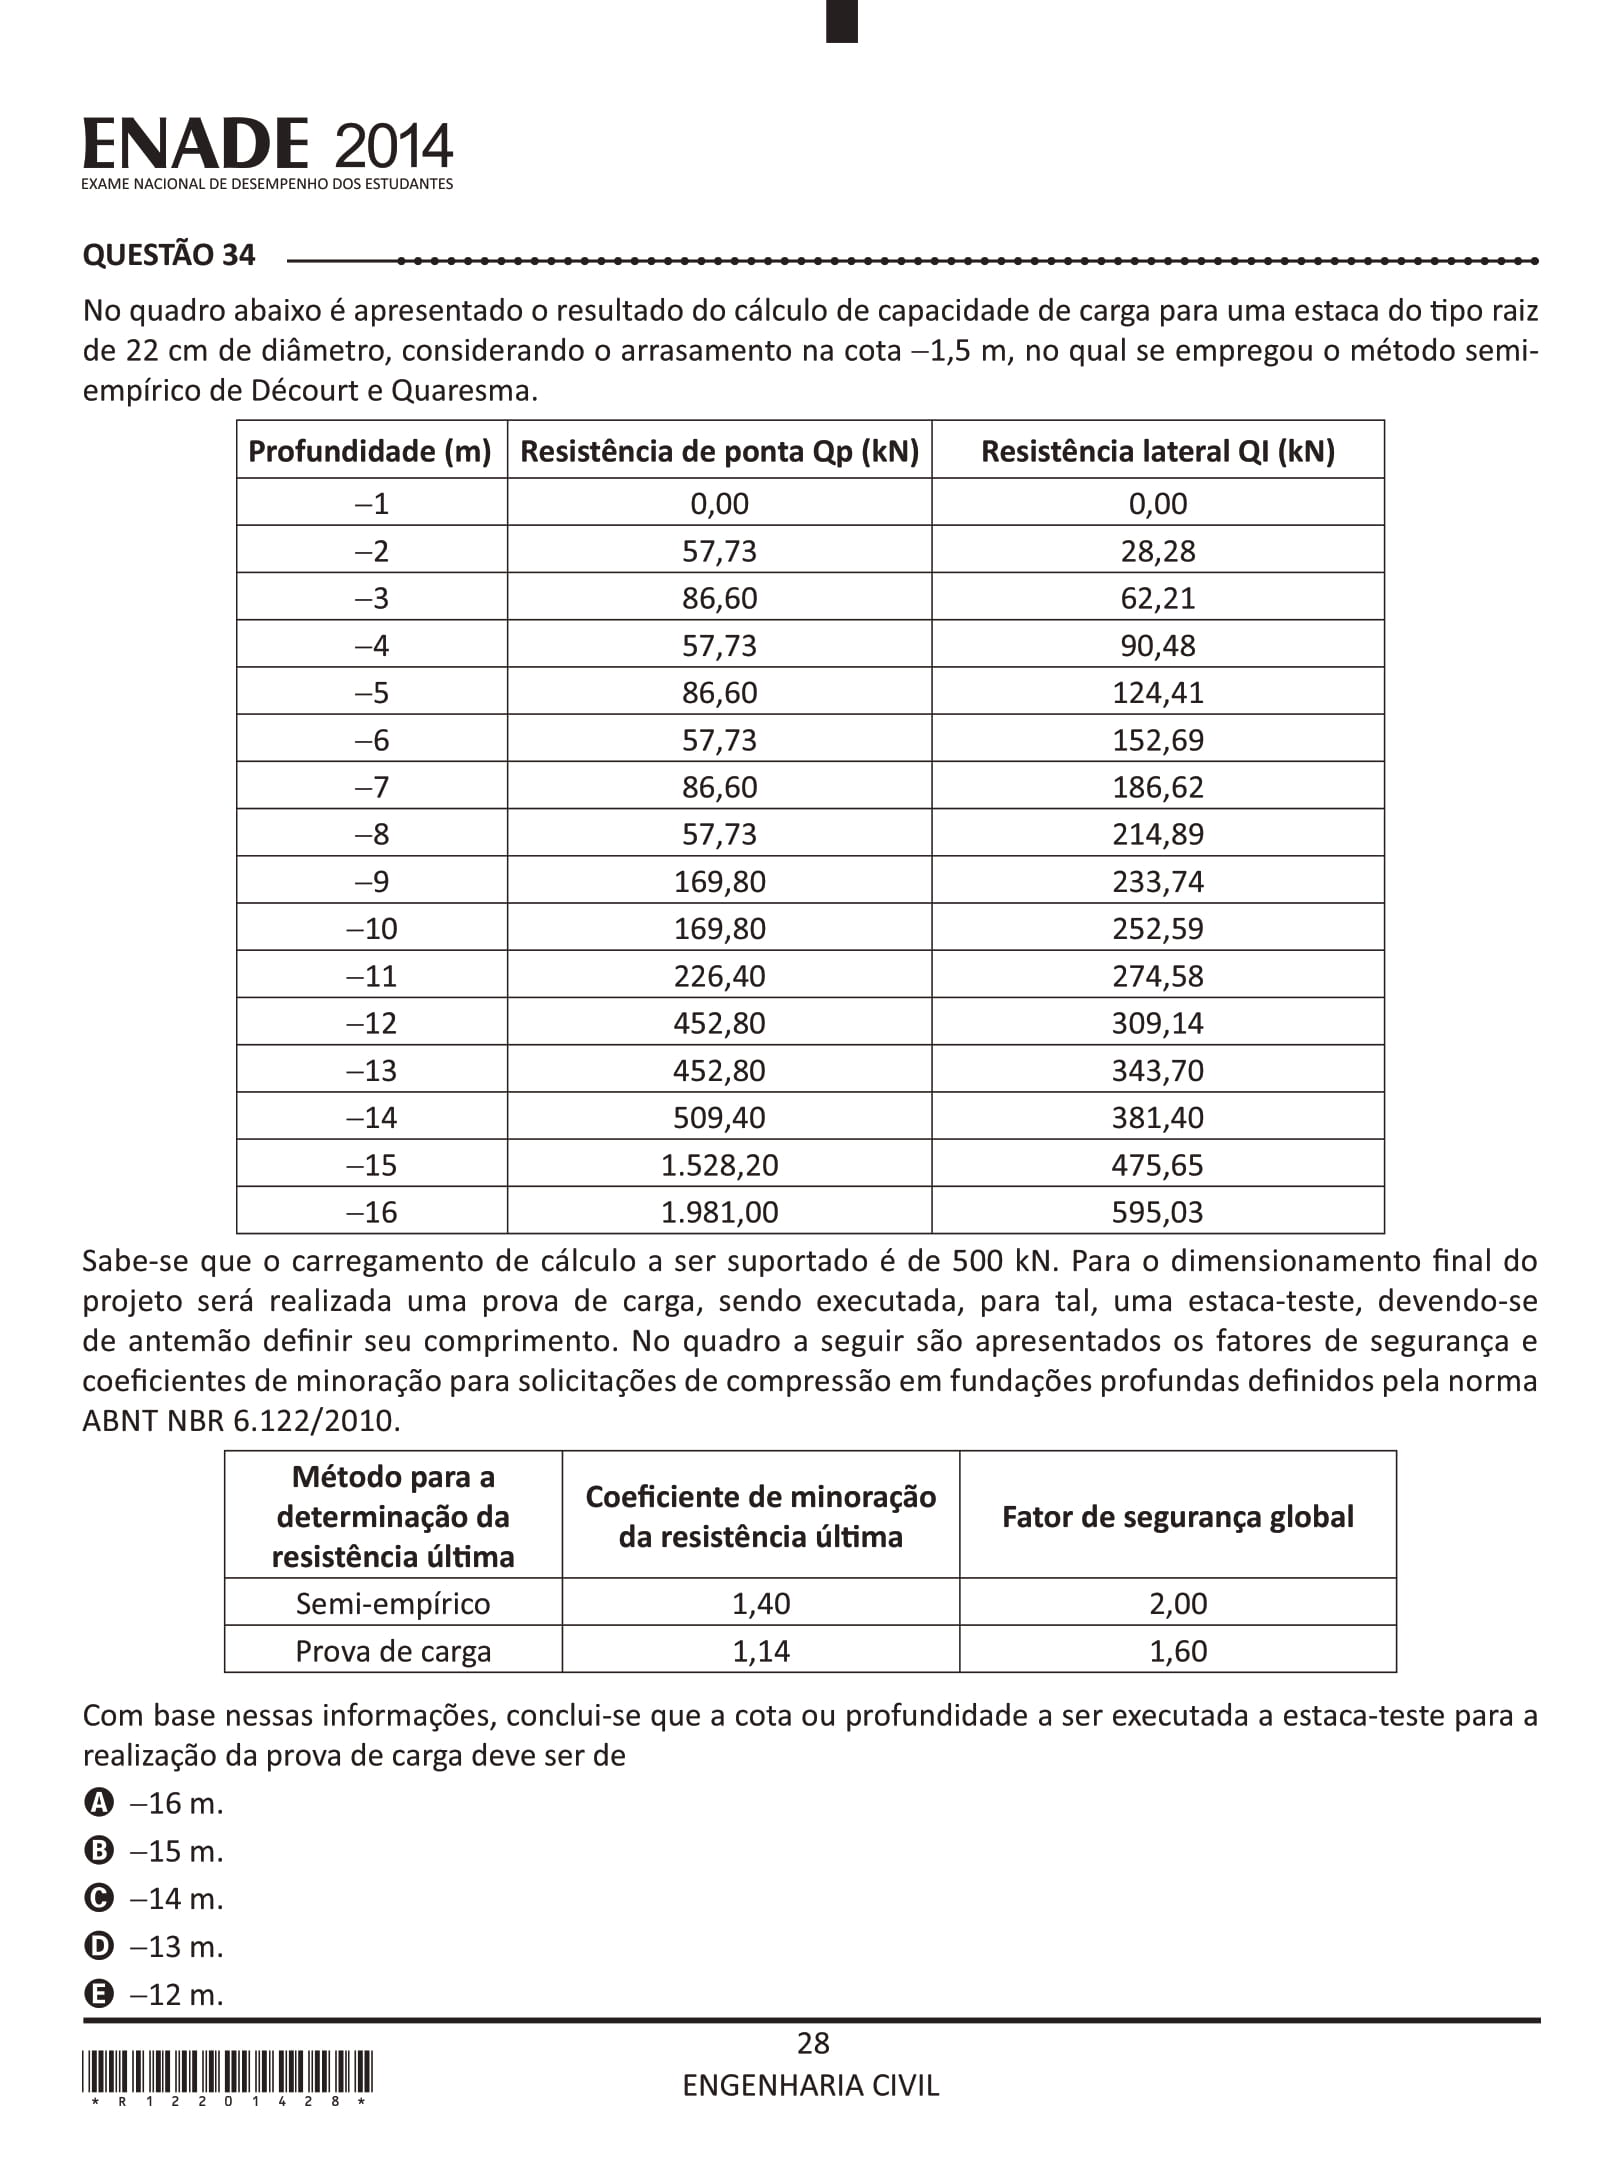 ENADE 2014
EXAME NACIONAL DE DESEMPENHO DOS ESTUDANTES
QUESTÃO 34
No quadro abaixo é apresentado o resultado do cálculo de capacidade de carga para uma estaca do tipo raiz
de 22 cm de diâmetro, considerando o arrasamento na cota –1,5 m, no qual se empregou o método semi-
empírico de Décourt e Quaresma.
Profundidade (m) Resistência de ponta Qp (kN) Resistência lateral Ql (kN)
–1 0,00 0,00
–2 57,73 28,28
–3 86,60 62,21
–4 57,73 90,48
–5 86,60 124,41
–6 57,73 152,69
–7 86,60 186,62
–8 57,73 214,89
–9 169,80 233,74
–10 169,80 252,59
–11 226,40 274,58
–12 452,80 309,14
–13 452,80 343,70
–14 509,40 381,40
–15 1.528,20 475,65
–16 1.981,00 595,03
Sabe-se que o carregamento de cálculo a ser suportado é de 500 kN. Para o dimensionamento final do
projeto será realizada uma prova de carga, sendo executada, para tal, uma estaca-teste, devendo-se
de antemão definir seu comprimento. No quadro a seguir são apresentados os fatores de segurança e
coeficientes de minoração para solicitações de compressão em fundações profundas definidos pela norma
ABNT NBR 6.122/2010.
Método para a
determinação da
resistência última
Coeficiente de minoração
da resistência última
Fator de segurança global
Semi-empírico 1,40 2,00
Prova de carga 1,14 1,60
Com base nessas informações, conclui-se que a cota ou profundidade a ser executada a estaca-teste para a
realização da prova de carga deve ser de
A –16 m.
B –15 m.
C –14 m.
D –13 m.
E –12 m.
28
ENGENHARIA CIVIL
* R 1 2 2 0 1 4 2 8 *